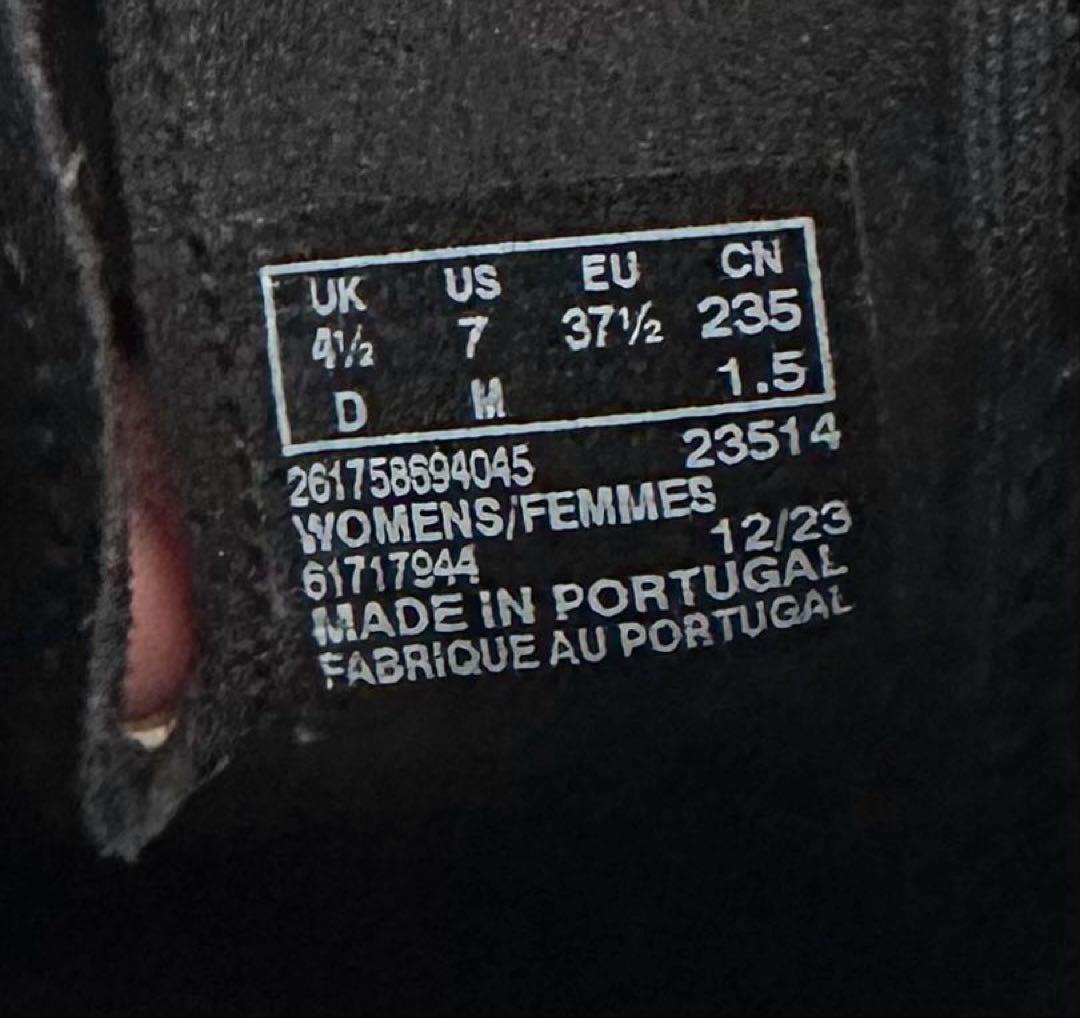 UK US EU CN
4½ 7 37½ 235
D M 1.5
261758694045 23514
WOMENS/FEMMES
61717944 12/23
MADE IN PORTUGAL
FABRIQUE AU PORTUGAL